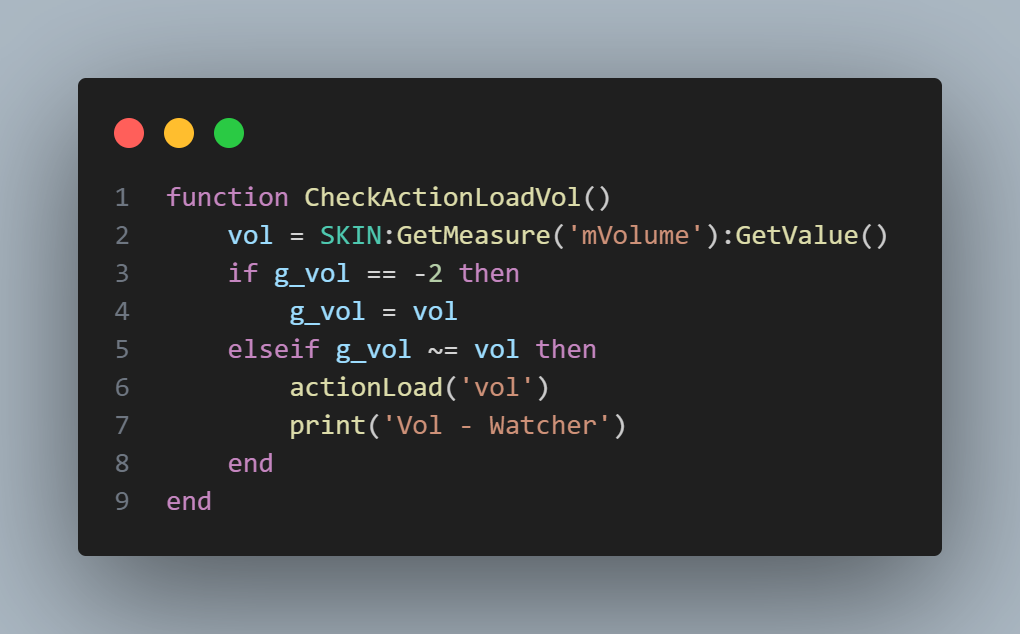 1 function CheckActionLoadVol()
2     vol = SKIN:GetMeasure('mVolume'):GetValue()
3     if g_vol == -2 then
4         g_vol = vol
5     elseif g_vol ~= vol then
6         actionLoad('vol')
7         print('Vol - Watcher')
8     end
9 end